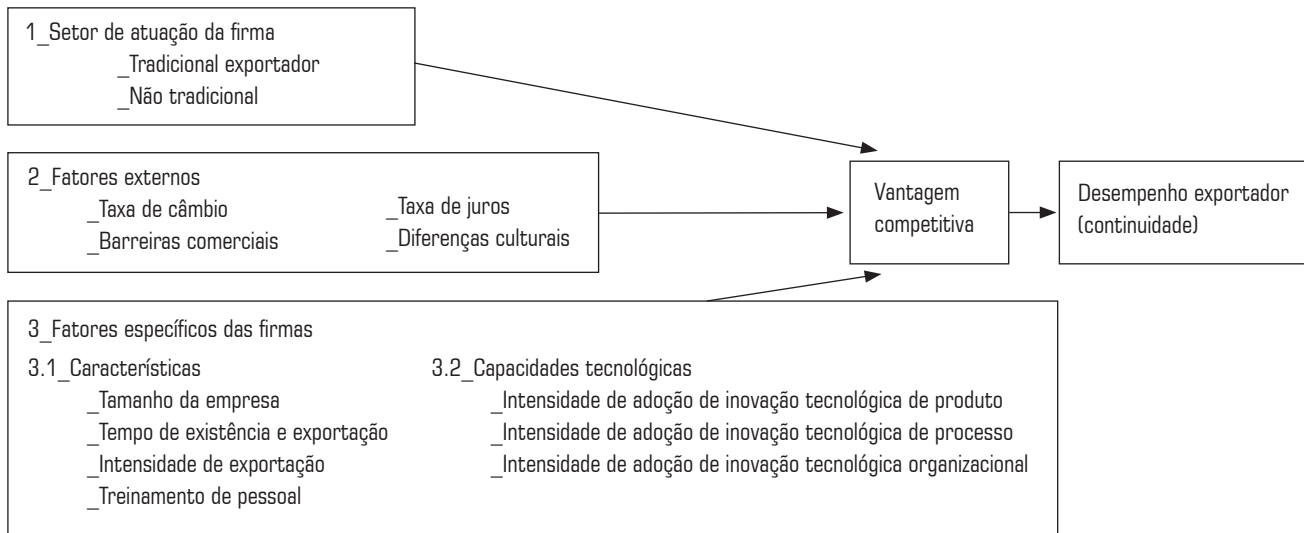 1_Setor de atuação da firma
_Tradicional exportador
_Não tradicional
2_Fatores externos
_Taxa de câmbio
_Barreiras comerciais
_Taxa de juros
_Diferenças culturais
Vantagem
competitiva
Desempenho exportador
(continuidade)
3_Fatores específicos das firmas
3.1_Características
_Tamanho da empresa
_Tempo de existência e exportação
_Intensidade de exportação
_Treinamento de pessoal
3.2_Capacidades tecnológicas
_Intensidade de adoção de inovação tecnológica de produto
_Intensidade de adoção de inovação tecnológica de processo
_Intensidade de adoção de inovação tecnológica organizacional